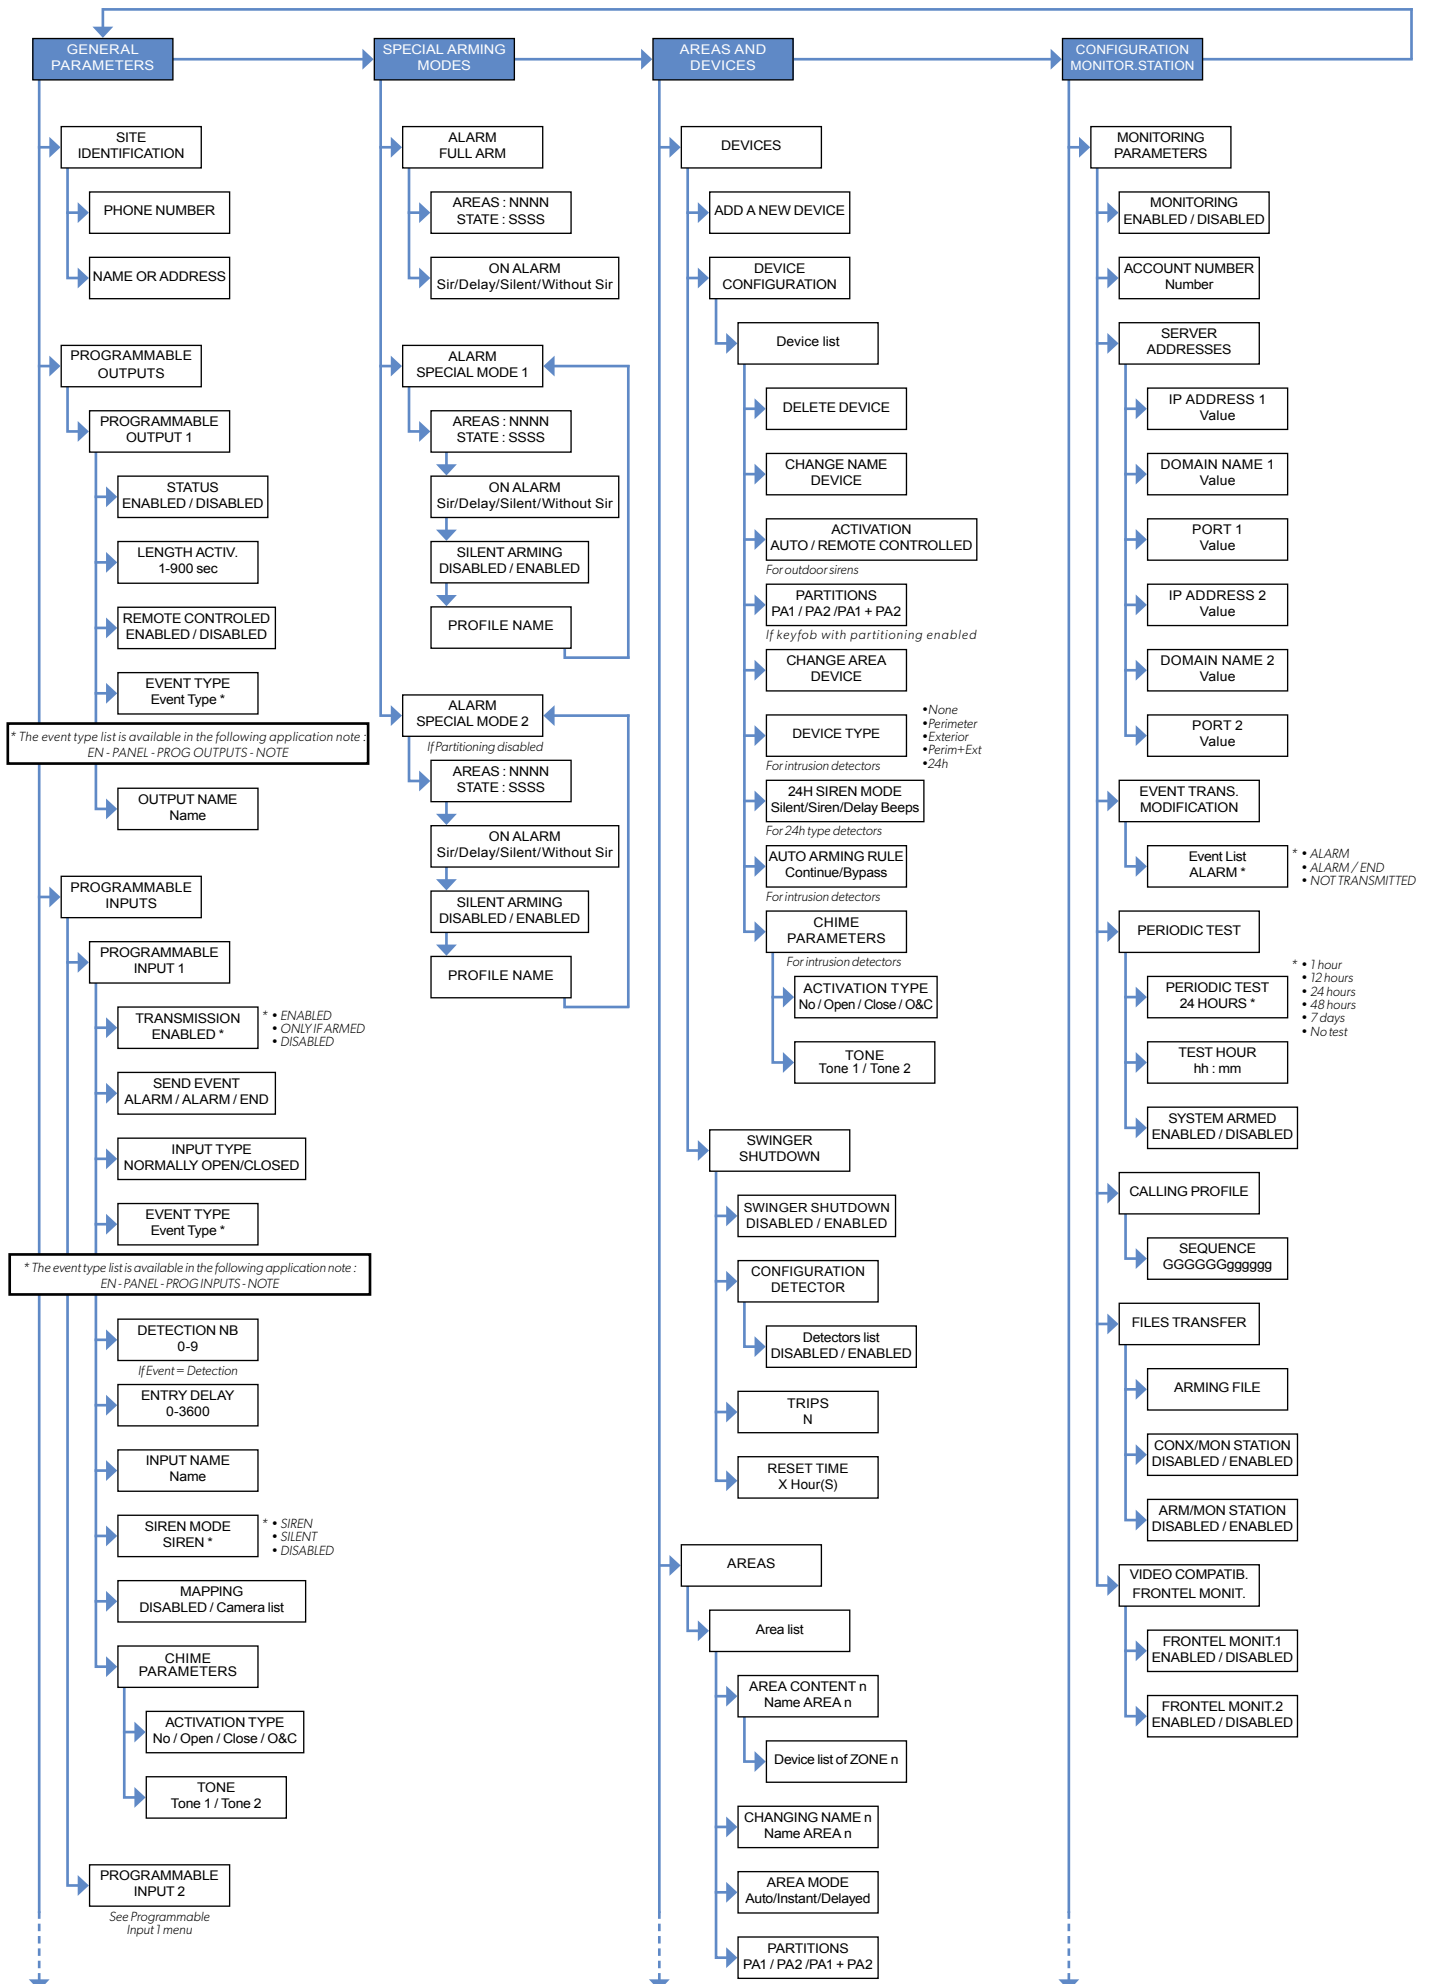 GENERAL
PARAMETERS
SITE
IDENTIFICATION
PHONE NUMBER
NAME OR ADDRESS
PROGRAMMABLE
OUTPUTS
PROGRAMMABLE
OUTPUT 1
STATUS
ENABLED / DISABLED
LENGTH ACTIV.
1-900 sec
REMOTE CONTROLED
ENABLED / DISABLED
EVENT TYPE
Event Type *
* The event type list is available in the following application note :
EN - PANEL - PROG OUTPUTS - NOTE
OUTPUT NAME
Name
PROGRAMMABLE
INPUTS
PROGRAMMABLE
INPUT 1
TRANSMISSION
ENABLED *
* • ENABLED
• ONLY IF ARMED
• DISABLED
SEND EVENT
ALARM / ALARM / END
INPUT TYPE
NORMALLY OPEN/CLOSED
EVENT TYPE
Event Type *
* The event type list is available in the following application note :
EN - PANEL - PROG INPUTS - NOTE
DETECTION NB
0-9
If Event = Detection
ENTRY DELAY
0-3600
INPUT NAME
Name
SIREN MODE
SIREN *
* • SIREN
• SILENT
• DISABLED
MAPPING
DISABLED / Camera list
CHIME
PARAMETERS
ACTIVATION TYPE
No / Open / Close / O&C
TONE
Tone 1 / Tone 2
PROGRAMMABLE
INPUT 2
See Programmable
Input 1 menu
SPECIAL ARMING
MODES
ALARM
FULL ARM
AREAS : NNNN
STATE : SSSS
ON ALARM
Sir/Delay/Silent/Without Sir
ALARM
SPECIAL MODE 1
AREAS : NNNN
STATE : SSSS
ON ALARM
Sir/Delay/Silent/Without Sir
SILENT ARMING
DISABLED / ENABLED
PROFILE NAME
ALARM
SPECIAL MODE 2
If Partitioning disabled
AREAS : NNNN
STATE : SSSS
ON ALARM
Sir/Delay/Silent/Without Sir
SILENT ARMING
DISABLED / ENABLED
PROFILE NAME
AREAS AND
DEVICES
DEVICES
ADD A NEW DEVICE
DEVICE
CONFIGURATION
Device list
DELETE DEVICE
CHANGE NAME
DEVICE
ACTIVATION
AUTO / REMOTE CONTROLLED
For outdoor sirens
PARTITIONS
PA1 / PA2 /PA1 + PA2
If keyfob with partitioning enabled
CHANGE AREA
DEVICE
DEVICE TYPE
•None
•Perimeter
•Exterior
•Perim+Ext
•24h
For intrusion detectors
24H SIREN MODE
Silent/Siren/Delay Beeps
For 24h type detectors
AUTO ARMING RULE
Continue/Bypass
For intrusion detectors
CHIME
PARAMETERS
For intrusion detectors
ACTIVATION TYPE
No / Open / Close / O&C
TONE
Tone 1 / Tone 2
SWINGER
SHUTDOWN
SWINGER SHUTDOWN
DISABLED / ENABLED
CONFIGURATION
DETECTOR
Detectors list
DISABLED / ENABLED
TRIPS
N
RESET TIME
X Hour(S)
AREAS
Area list
AREA CONTENT n
Name AREA n
Device list of ZONE n
CHANGING NAME n
Name AREA n
AREA MODE
Auto/Instant/Delayed
PARTITIONS
PA1 / PA2 /PA1 + PA2
CONFIGURATION
MONITOR.STATION
MONITORING
PARAMETERS
MONITORING
ENABLED / DISABLED
ACCOUNT NUMBER
Number
SERVER
ADDRESSES
IP ADDRESS 1
Value
DOMAIN NAME 1
Value
PORT 1
Value
IP ADDRESS 2
Value
DOMAIN NAME 2
Value
PORT 2
Value
EVENT TRANS.
MODIFICATION
Event List
ALARM *
* • ALARM
• ALARM / END
• NOT TRANSMITTED
PERIODIC TEST
PERIODIC TEST
24 HOURS *
* • 1 hour
• 12 hours
• 24 hours
• 48 hours
• 7 days
• No test
TEST HOUR
hh : mm
SYSTEM ARMED
ENABLED / DISABLED
CALLING PROFILE
SEQUENCE
GGGGGGgggggg
FILES TRANSFER
ARMING FILE
CONX/MON STATION
DISABLED / ENABLED
ARM/MON STATION
DISABLED / ENABLED
VIDEO COMPATIB.
FRONTEL MONIT.
FRONTEL MONIT.1
ENABLED / DISABLED
FRONTEL MONIT.2
ENABLED / DISABLED